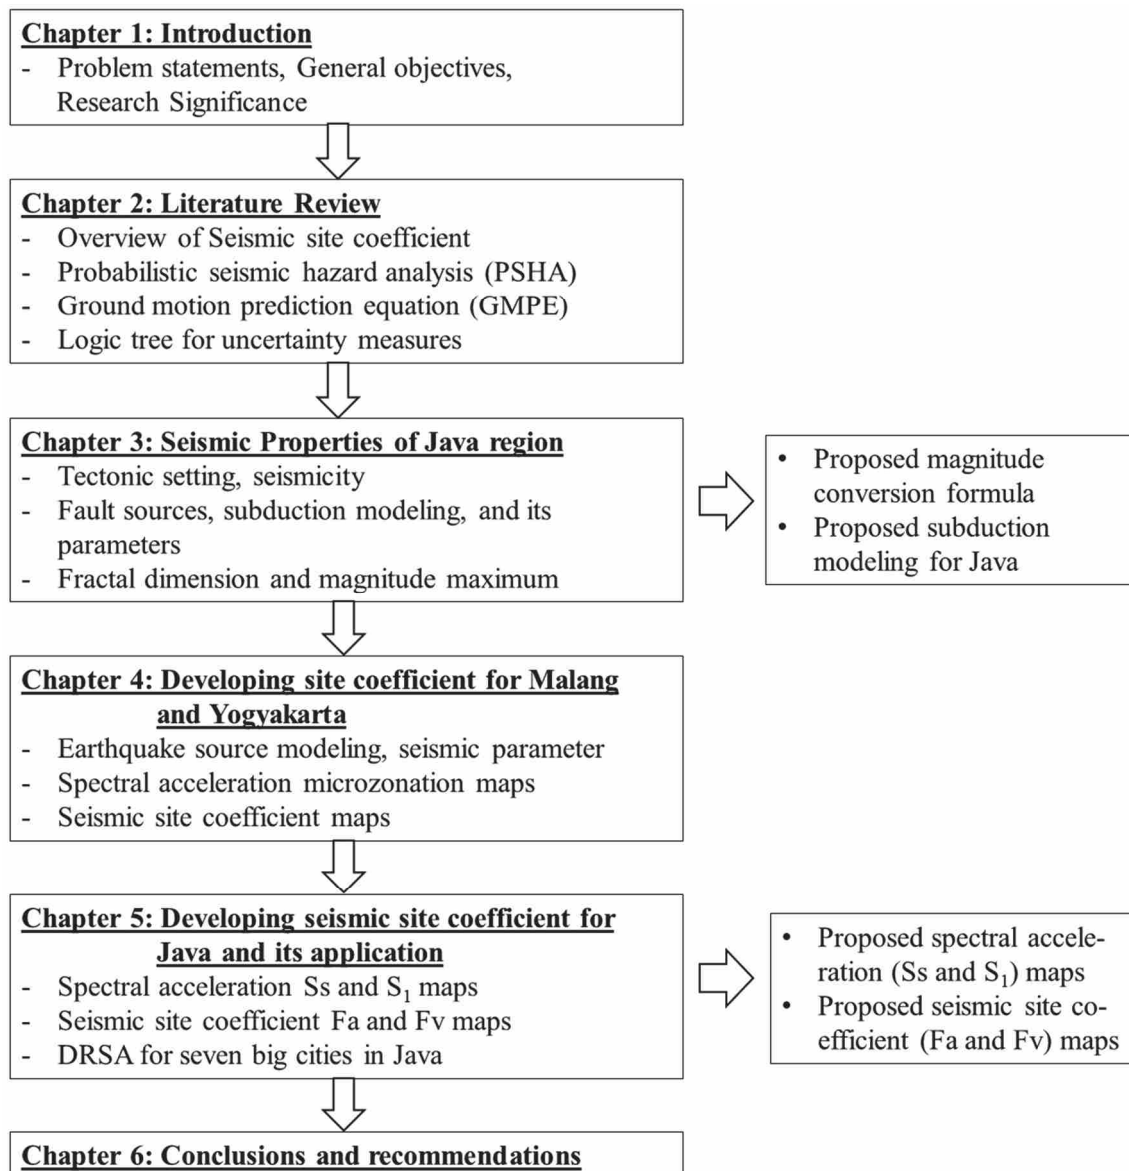 Chapter 1: Introduction
- Problem statements, General objectives,
Research Significance
Chapter 2: Literature Review
- Overview of Seismic site coefficient
- Probabilistic seismic hazard analysis (PSHA)
- Ground motion prediction equation (GMPE)
- Logic tree for uncertainty measures
Chapter 3: Seismic Properties of Java region
- Tectonic setting, seismicity
- Fault sources, subduction modeling, and its
parameters
- Fractal dimension and magnitude maximum
• Proposed magnitude
conversion formula
• Proposed subduction
modeling for Java
Chapter 4: Developing site coefficient for Malang
and Yogyakarta
- Earthquake source modeling, seismic parameter
- Spectral acceleration microzonation maps
- Seismic site coefficient maps
Chapter 5: Developing seismic site coefficient for
Java and its application
- Spectral acceleration Ss and S₁ maps
- Seismic site coefficient Fa and Fv maps
- DRSA for seven big cities in Java
• Proposed spectral accele-
ration (Ss and S₁) maps
• Proposed seismic site co-
efficient (Fa and Fv) maps
Chapter 6: Conclusions and recommendations